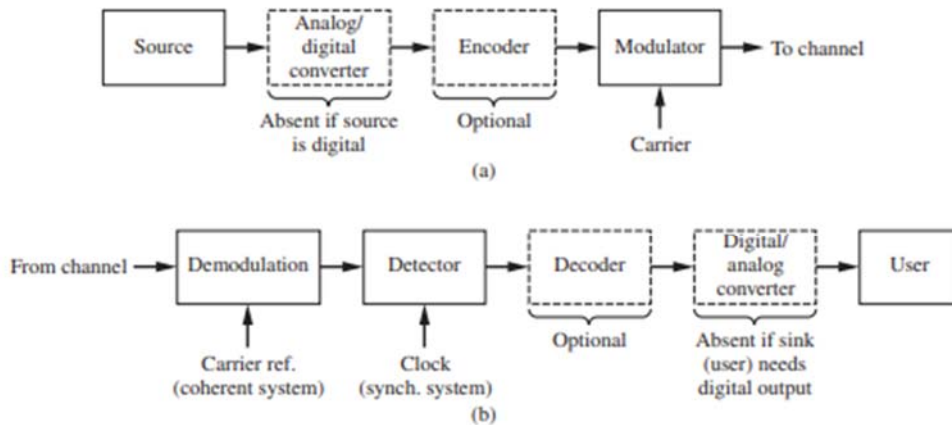 Source
Analog/
digital
converter
Encoder
Modulator
To channel
Absent if source
is digital
Optional
Carrier
(a)
From channel
Demodulation
Detector
Decoder
Digital/
analog
converter
User
Carrier ref.
(coherent system)
Clock
(synch. system)
Optional
Absent if sink
(user) needs
digital output
(b)